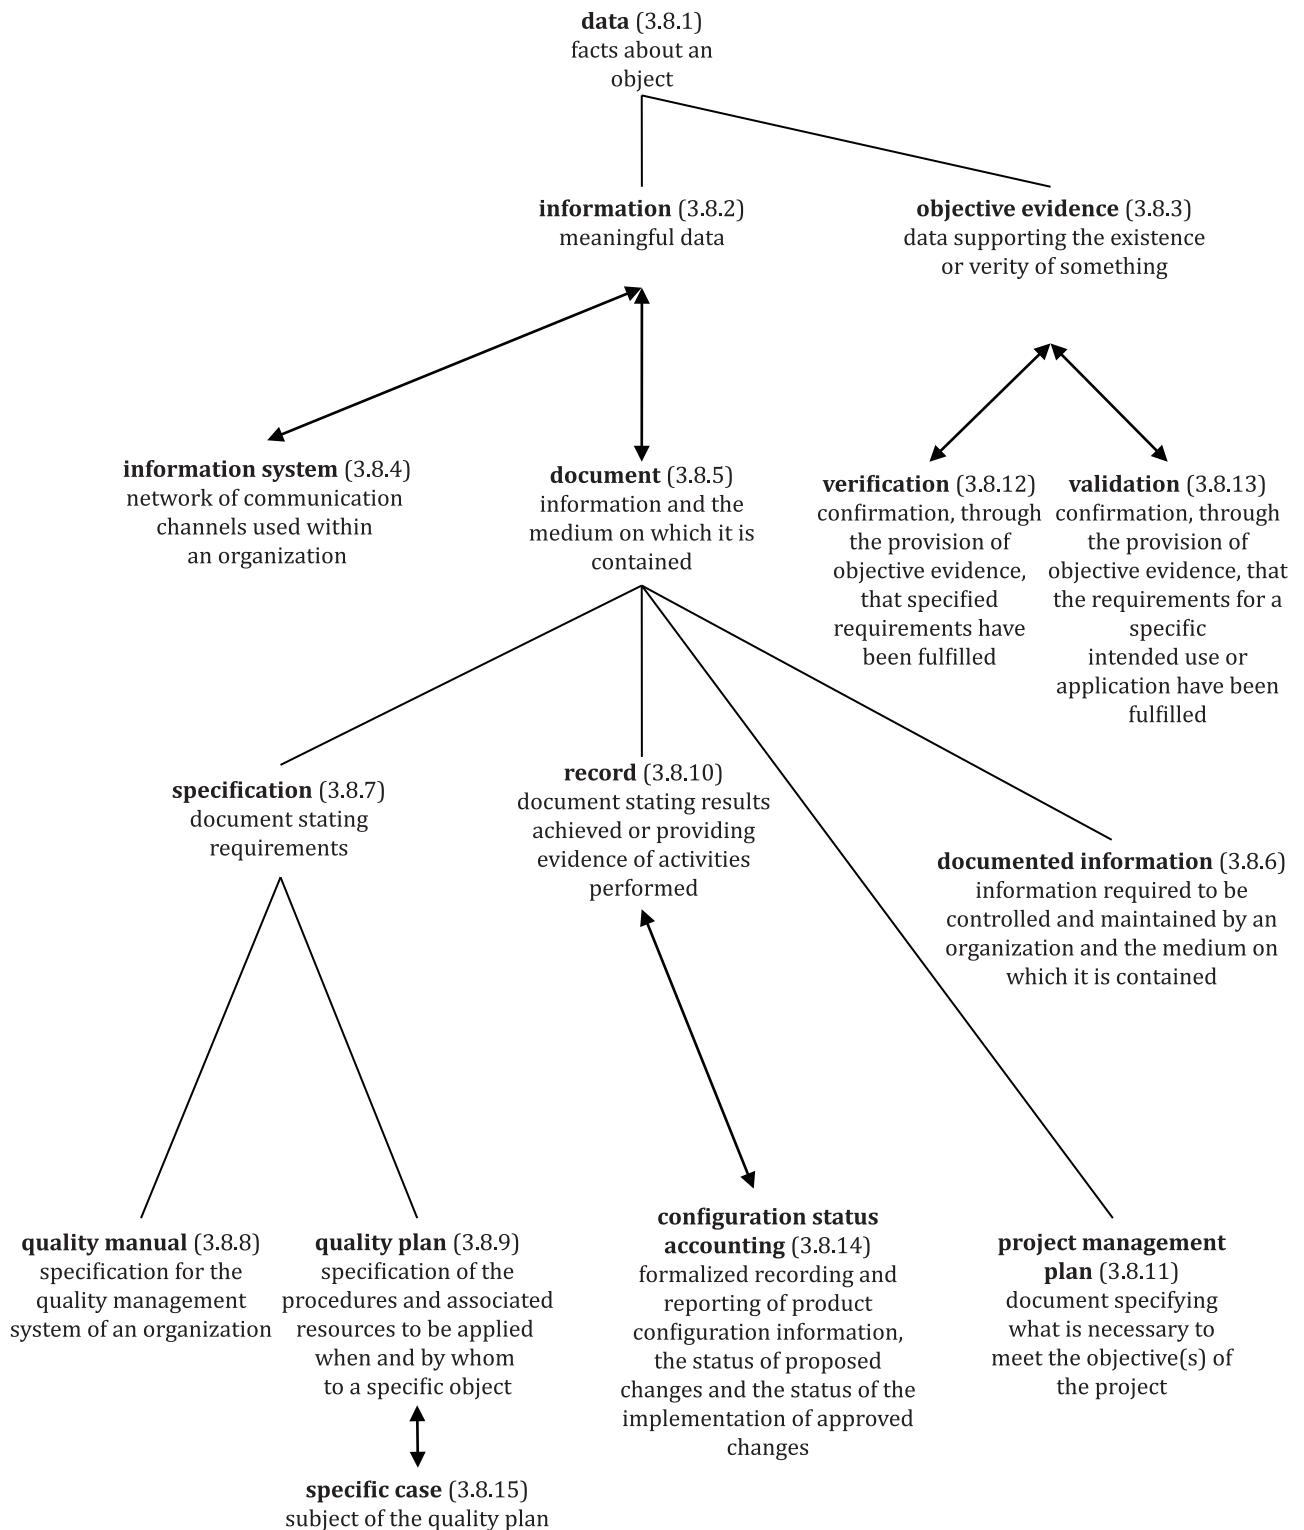 data (3.8.1)
facts about an
object
information (3.8.2)
meaningful data
objective evidence (3.8.3)
data supporting the existence
or verity of something
information system (3.8.4)
network of communication
channels used within
an organization
document (3.8.5)
information and the
medium on which it is
contained
verification (3.8.12)
confirmation, through
the provision of
objective evidence,
that specified
requirements have
been fulfilled
validation (3.8.13)
confirmation, through
the provision of
objective evidence, that
the requirements for a
specific
intended use or
application have been
fulfilled
specification (3.8.7)
document stating
requirements
record (3.8.10)
document stating results
achieved or providing
evidence of activities
performed
documented information (3.8.6)
information required to be
controlled and maintained by an
organization and the medium on
which it is contained
quality manual (3.8.8)
specification for the
quality management
system of an organization
quality plan (3.8.9)
specification of the
procedures and associated
resources to be applied
when and by whom
to a specific object
configuration status
accounting (3.8.14)
formalized recording and
reporting of product
configuration information,
the status of proposed
changes and the status of the
implementation of approved
changes
project management
plan (3.8.11)
document specifying
what is necessary to
meet the objective(s) of
the project
specific case (3.8.15)
subject of the quality plan